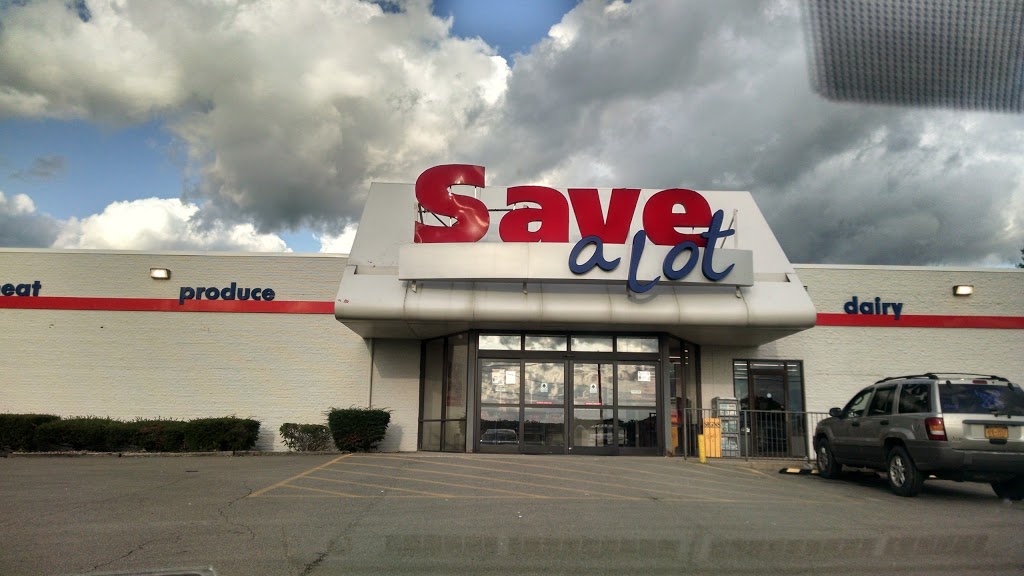 Save
a Lot
eat
produce
dairy